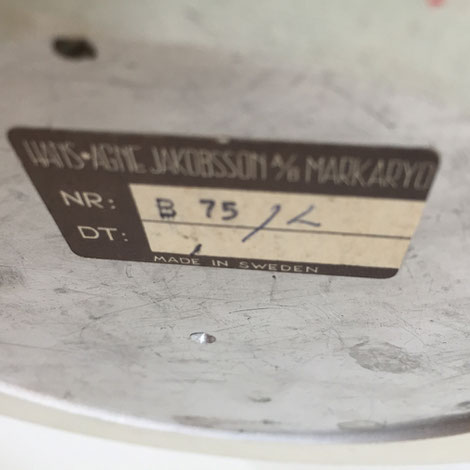 HANS-AGNE JAKOBSSON A/B MARKARYD
NR: B 75 / L
DT:
MADE IN SWEDEN